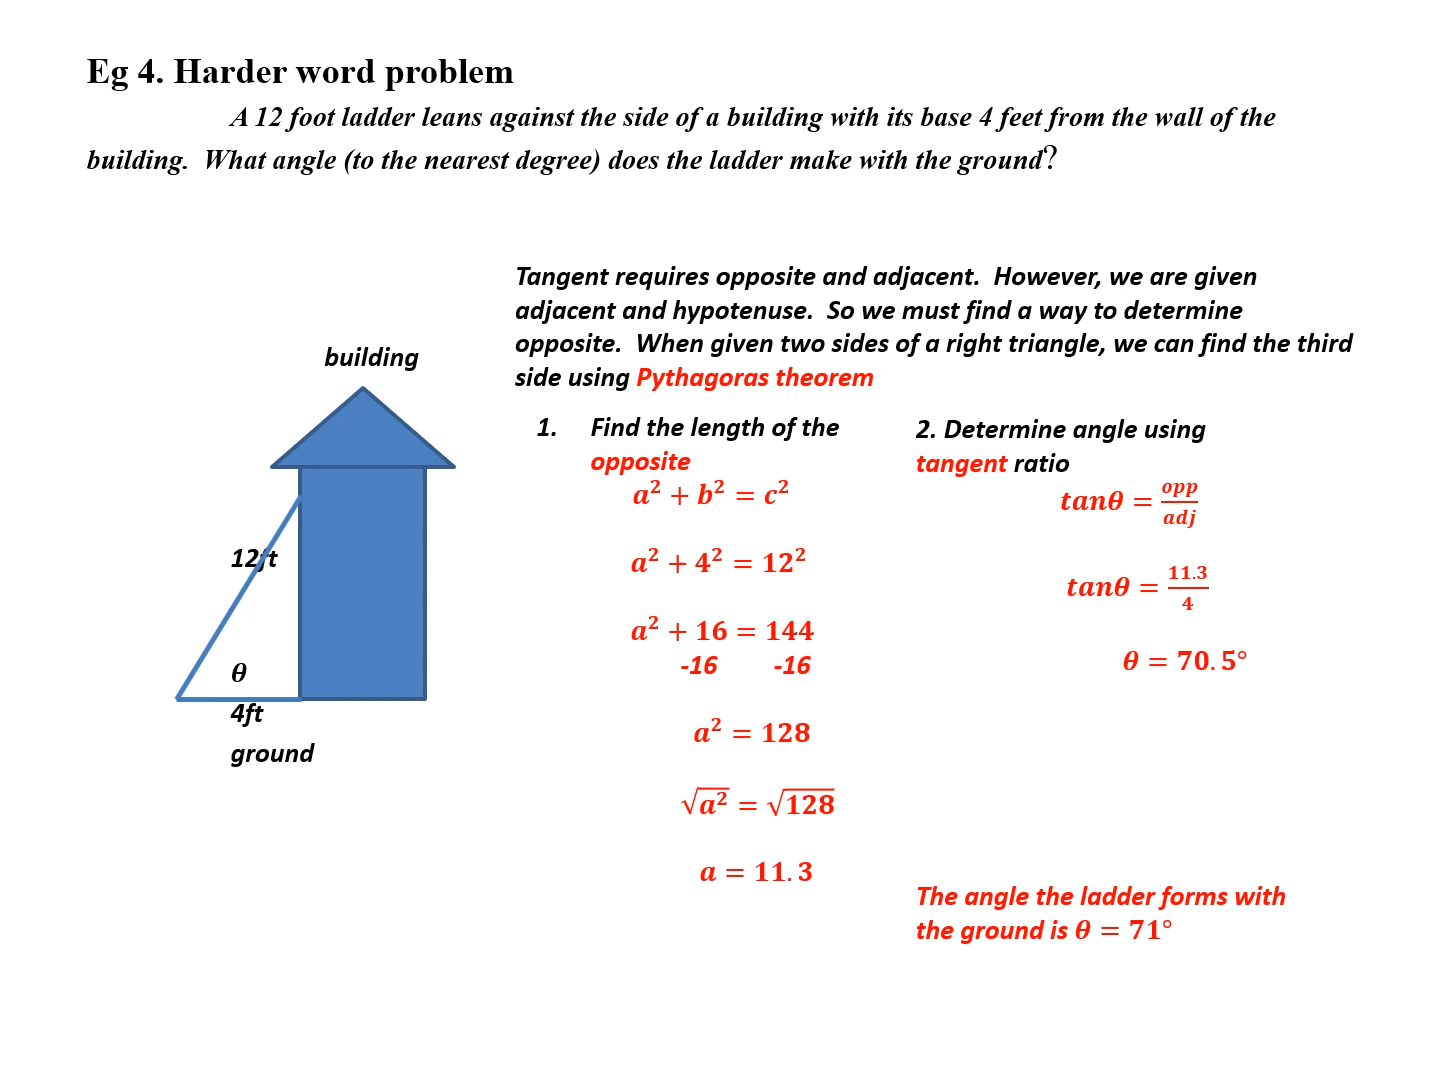 Eg 4. Harder word problem
A 12 foot ladder leans against the side of a building with its base 4 feet from the wall of the
building.  What angle (to the nearest degree) does the ladder make with the ground?
Tangent requires opposite and adjacent.  However, we are given
adjacent and hypotenuse.  So we must find a way to determine
opposite.  When given two sides of a right triangle, we can find the third
side using Pythagoras theorem
building
12ft
θ
4ft
ground
1. Find the length of the
opposite
a² + b² = c²
a² + 4² = 12²
a² + 16 = 144
-16 -16
a² = 128
√a² = √128
a = 11.3
2. Determine angle using
tangent ratio
tanθ = opp/adj
tanθ = 11.3/4
θ = 70.5°
The angle the ladder forms with
the ground is θ = 71°